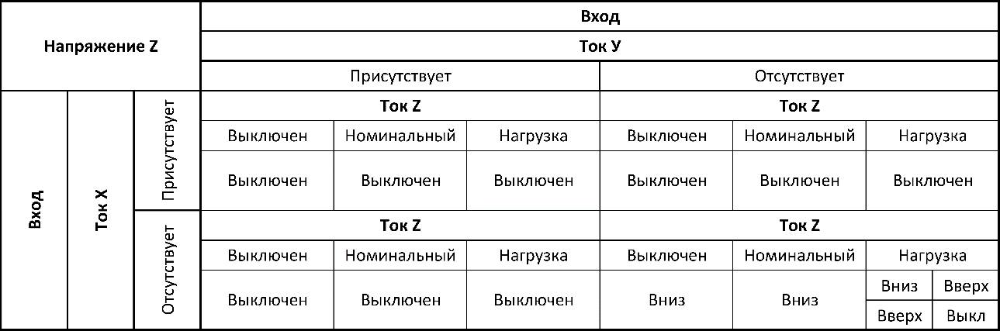 Напряжение Z
Вход
Ток У
Присутствует Отсутствует
Вход
Ток X
Присутствует
Ток Z Ток Z
Выключен Номинальный Нагрузка Выключен Номинальный Нагрузка
Выключен Выключен Выключен Выключен Выключен Выключен
Отсутствует
Ток Z Ток Z
Выключен Номинальный Нагрузка Выключен Номинальный Нагрузка
Выключен Выключен Выключен Вниз Вниз
Вниз Вверх
Вверх Выкл